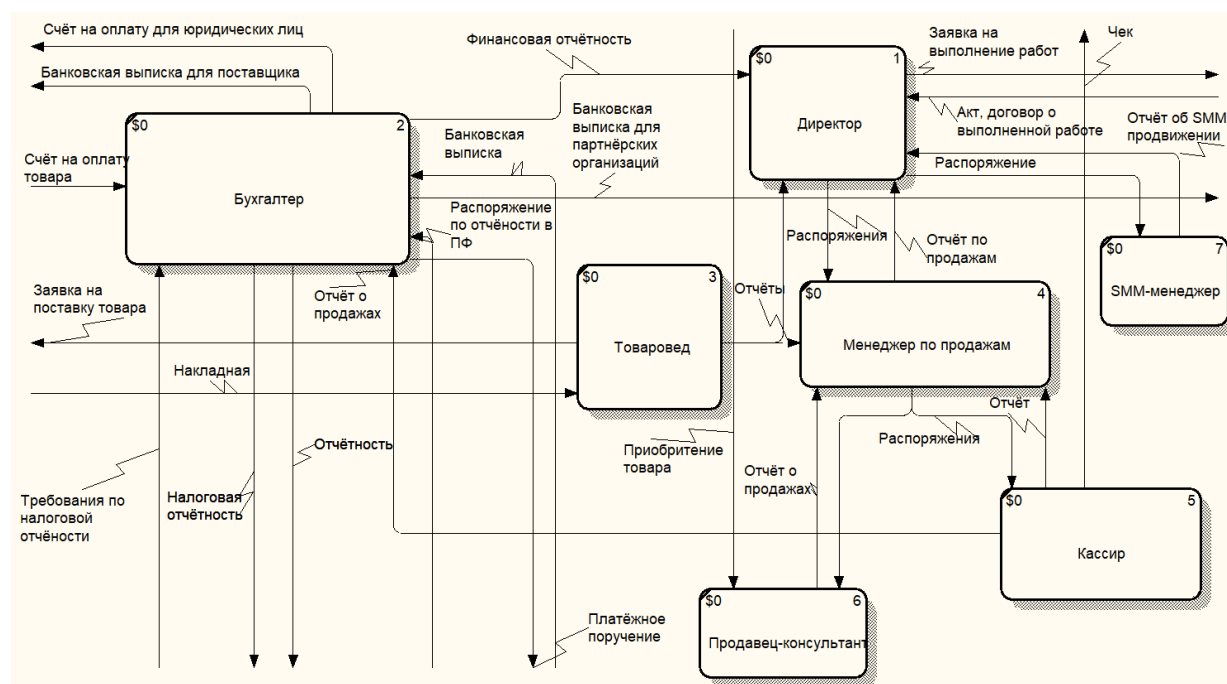 Счёт на оплату для юридических лиц
Банковская выписка для поставщика
Финансовая отчётность
Заявка на
выполнение работ
Чек
$0 1
Директор
Акт, договор о
выполненной работе
Отчёт об SMM
продвижении
Распоряжение
$0 2
Бухгалтер
Счёт на оплату
товара
Банковская
выписка
Банковская
выписка для
партнёрских
организаций
Распоряжение
по отчёности в
ПФ
Распоряжения
Отчёт по
продажам
$0 7
SMM-менеджер
Заявка на
поставку товара
Отчёт о
продажах
$0 3
Товаровед
Отчёты
$0 4
Менеджер по продажам
Накладная
Отчётность
Приобритение
товара
Отчёт
Распоряжения
Требования по
налоговой
отчёности
Налоговая
отчётность
Отчёт о
продажах
$0 5
Кассир
Платёжное
поручение
$0 6
Продавец-консультант